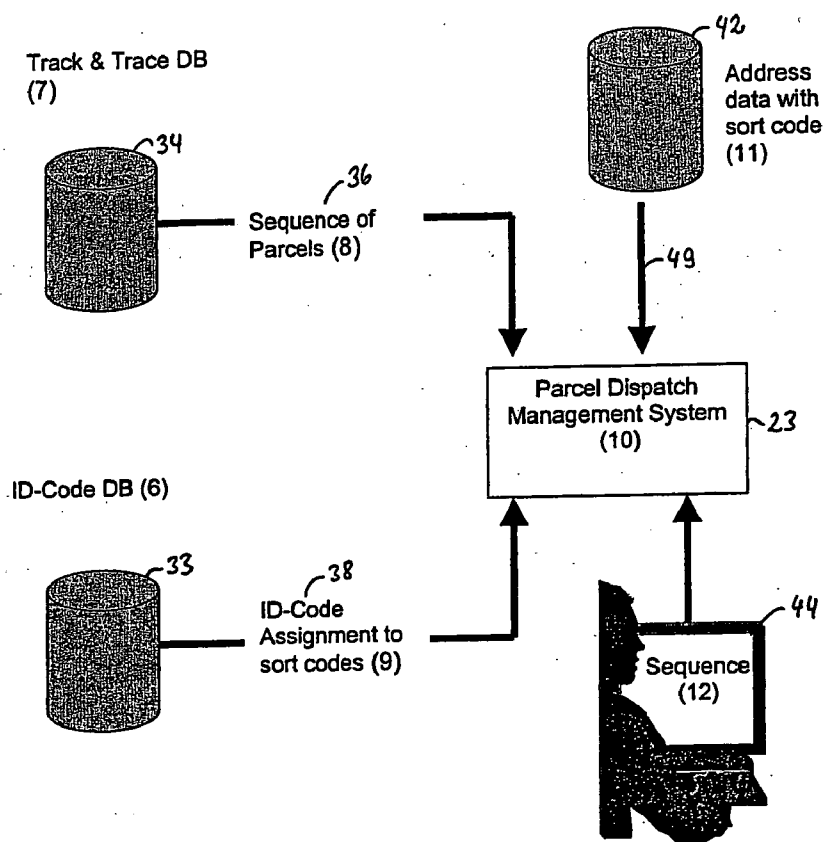 Track & Trace DB
(7)
34
36
Sequence of
Parcels (8)
42
Address
data with
sort code
(11)
49
Parcel Dispatch
Management System
(10)
23
ID-Code DB (6)
33
38
ID-Code
Assignment to
sort codes (9)
44
Sequence
(12)